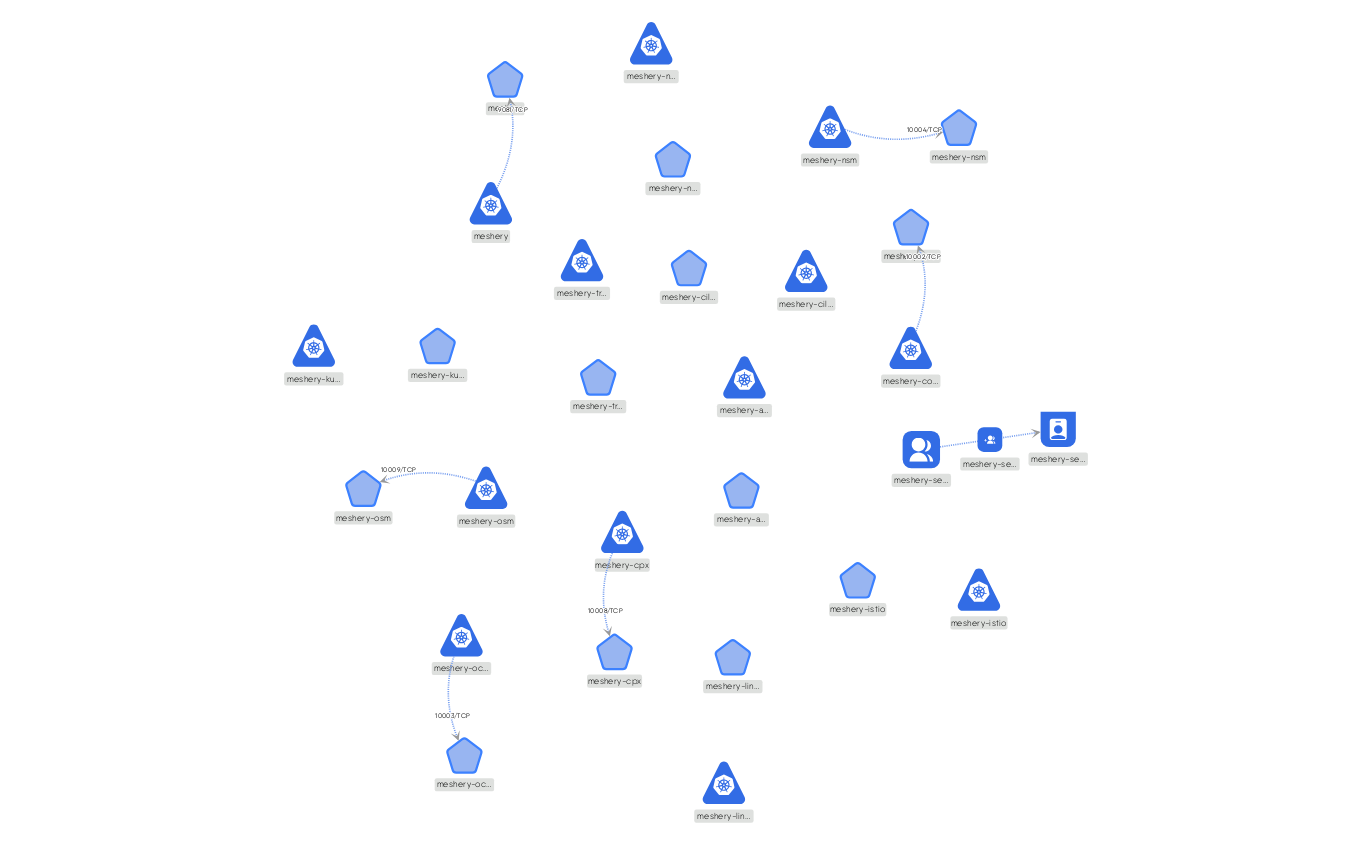 meshery-n...
9081/TCP
10004/TCP
meshery-nsm
meshery-nsm
meshery-n...
meshery
10002/TCP
meshery-tr...
meshery-cil...
meshery-cil...
meshery-ku...
meshery-ku...
meshery-co...
meshery-tr...
meshery-a...
meshery-se...
meshery-se...
meshery-se...
10009/TCP
meshery-osm
meshery-osm
meshery-a...
meshery-cpx
10008/TCP
meshery-istio
meshery-istio
meshery-oc...
meshery-cpx
meshery-lin...
10003/TCP
meshery-oc...
meshery-lin...